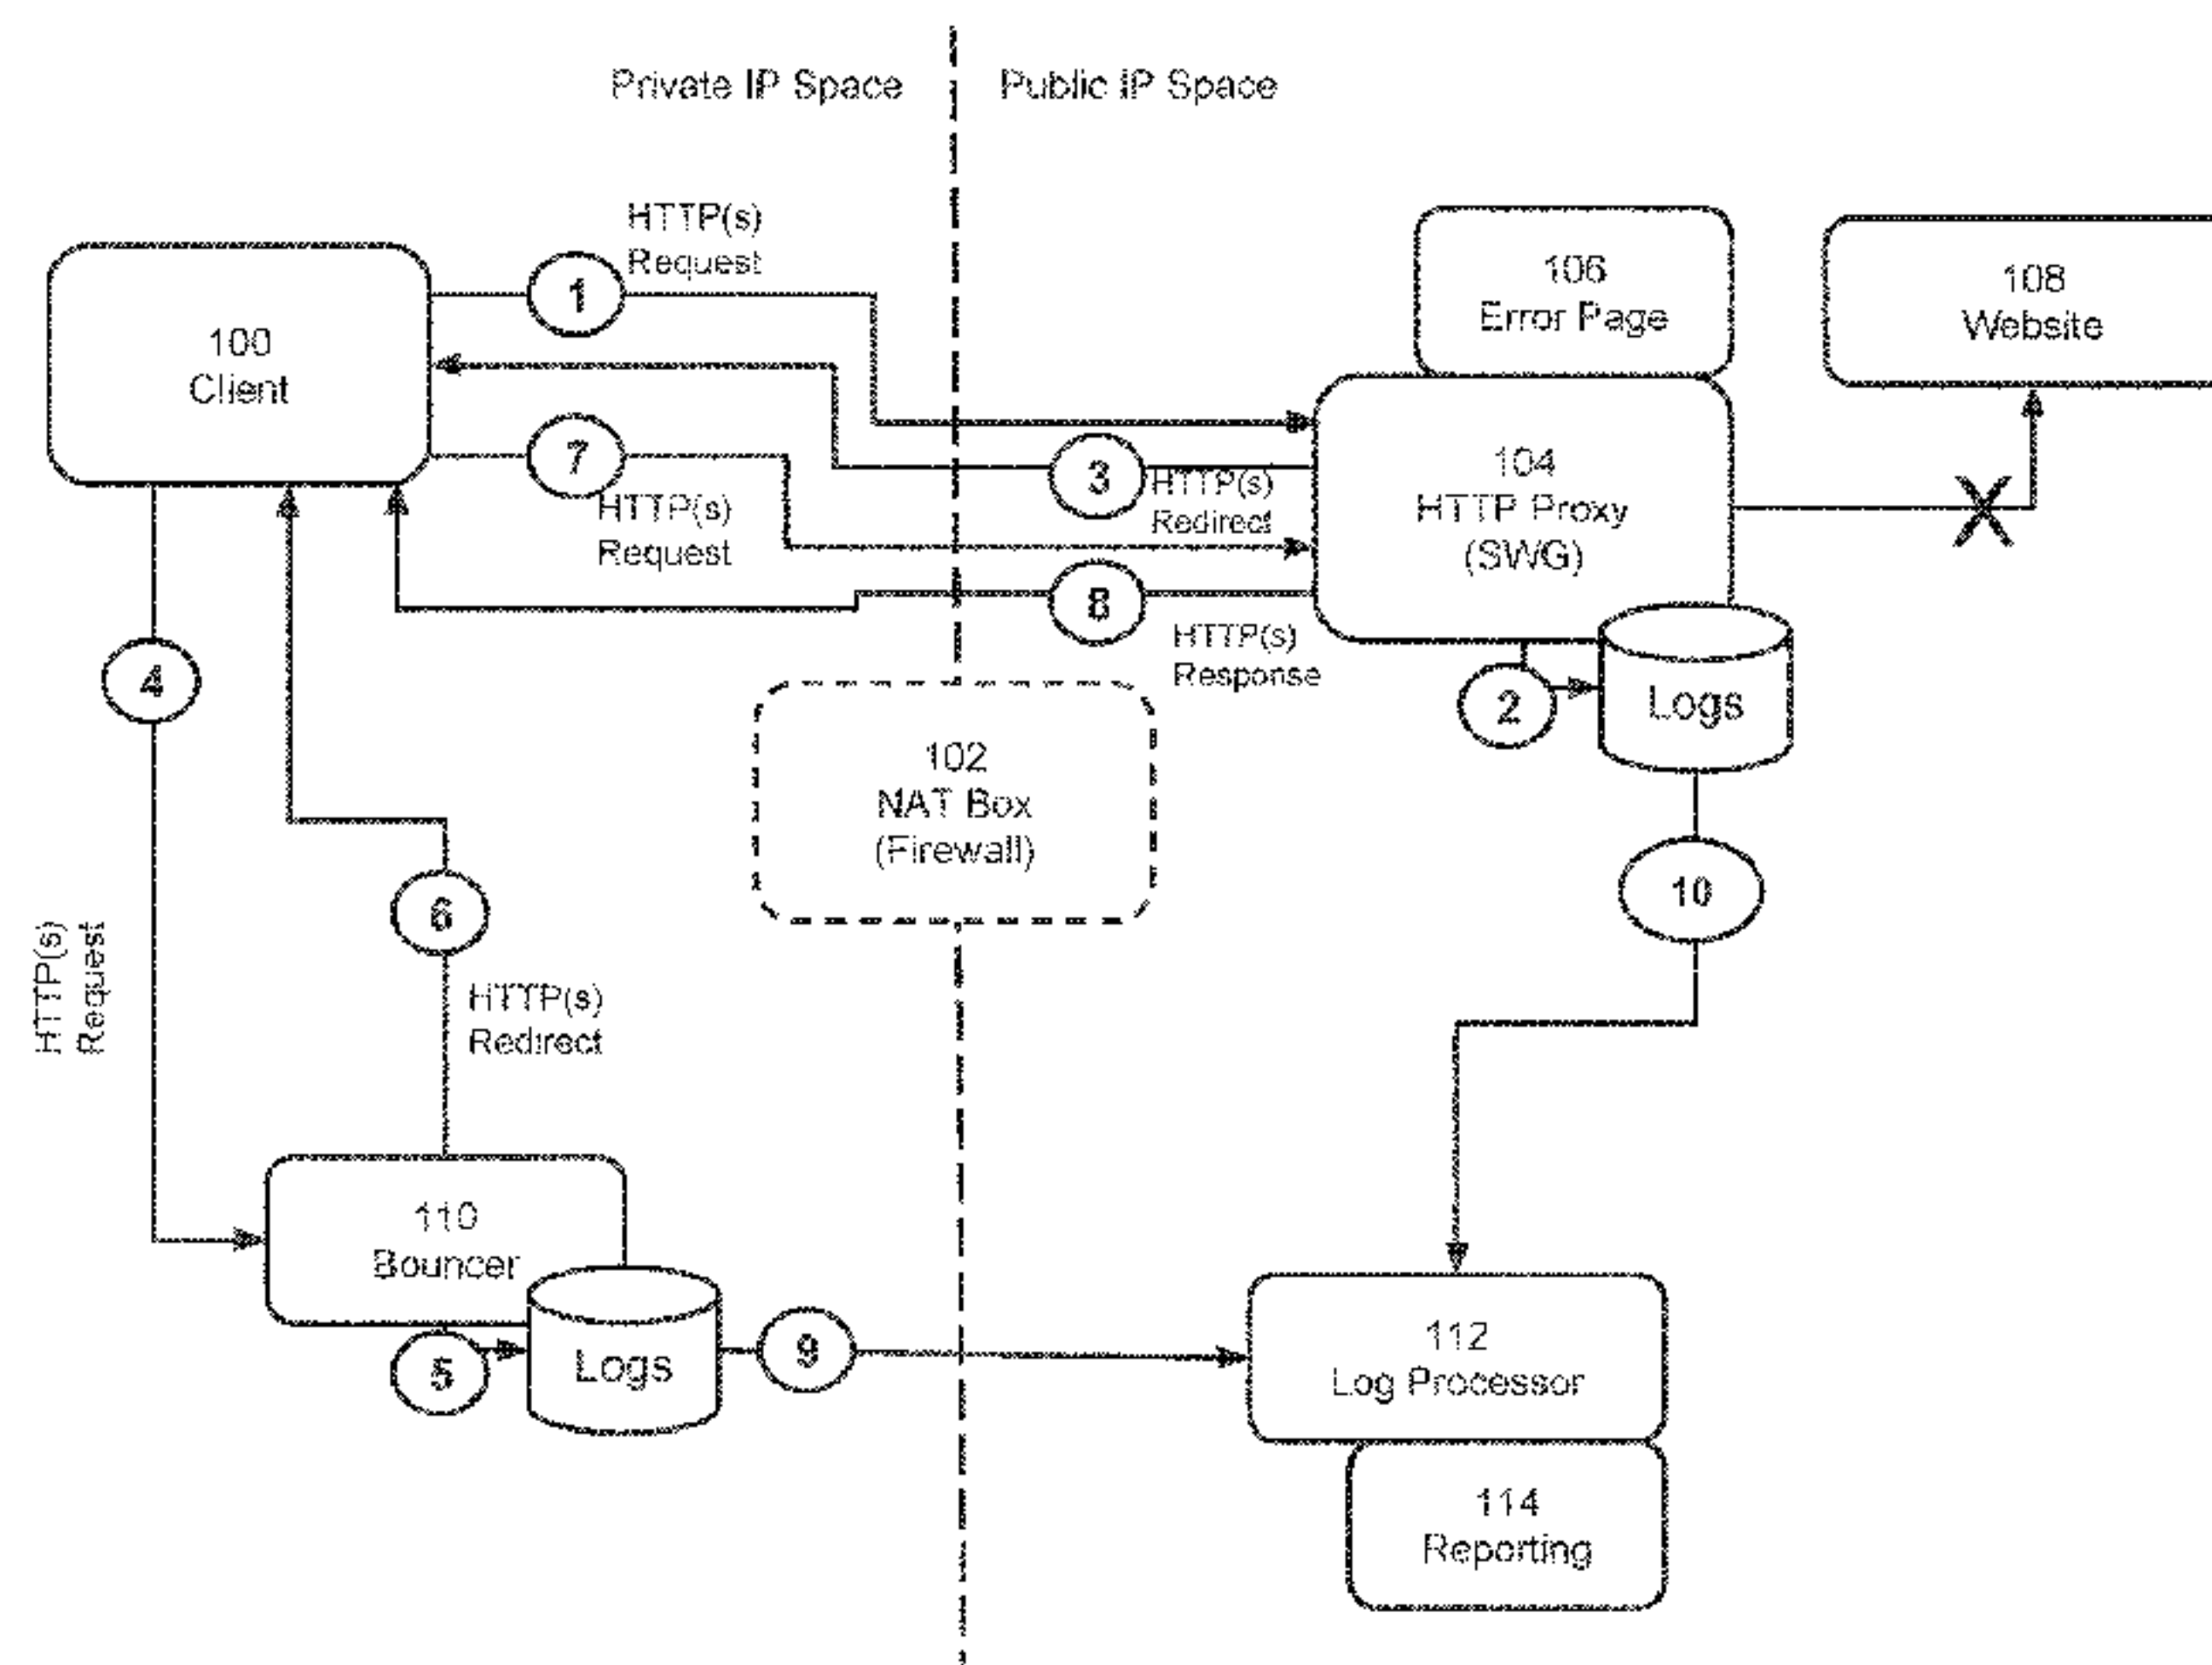 Private IP Space
Public IP Space
HTTP(s)
Request
1
100
Client
106
Error Page
108
Website
7
HTTP(s)
Request
3
HTTP(s)
Redirect
104
HTTP Proxy
(SWG)
8
HTTP(s)
Response
4
2
Logs
102
NAT Box
(Firewall)
10
6
HTTP(s)
Request
HTTP(s)
Redirect
110
Bouncer
5
Logs
9
112
Log Processor
114
Reporting